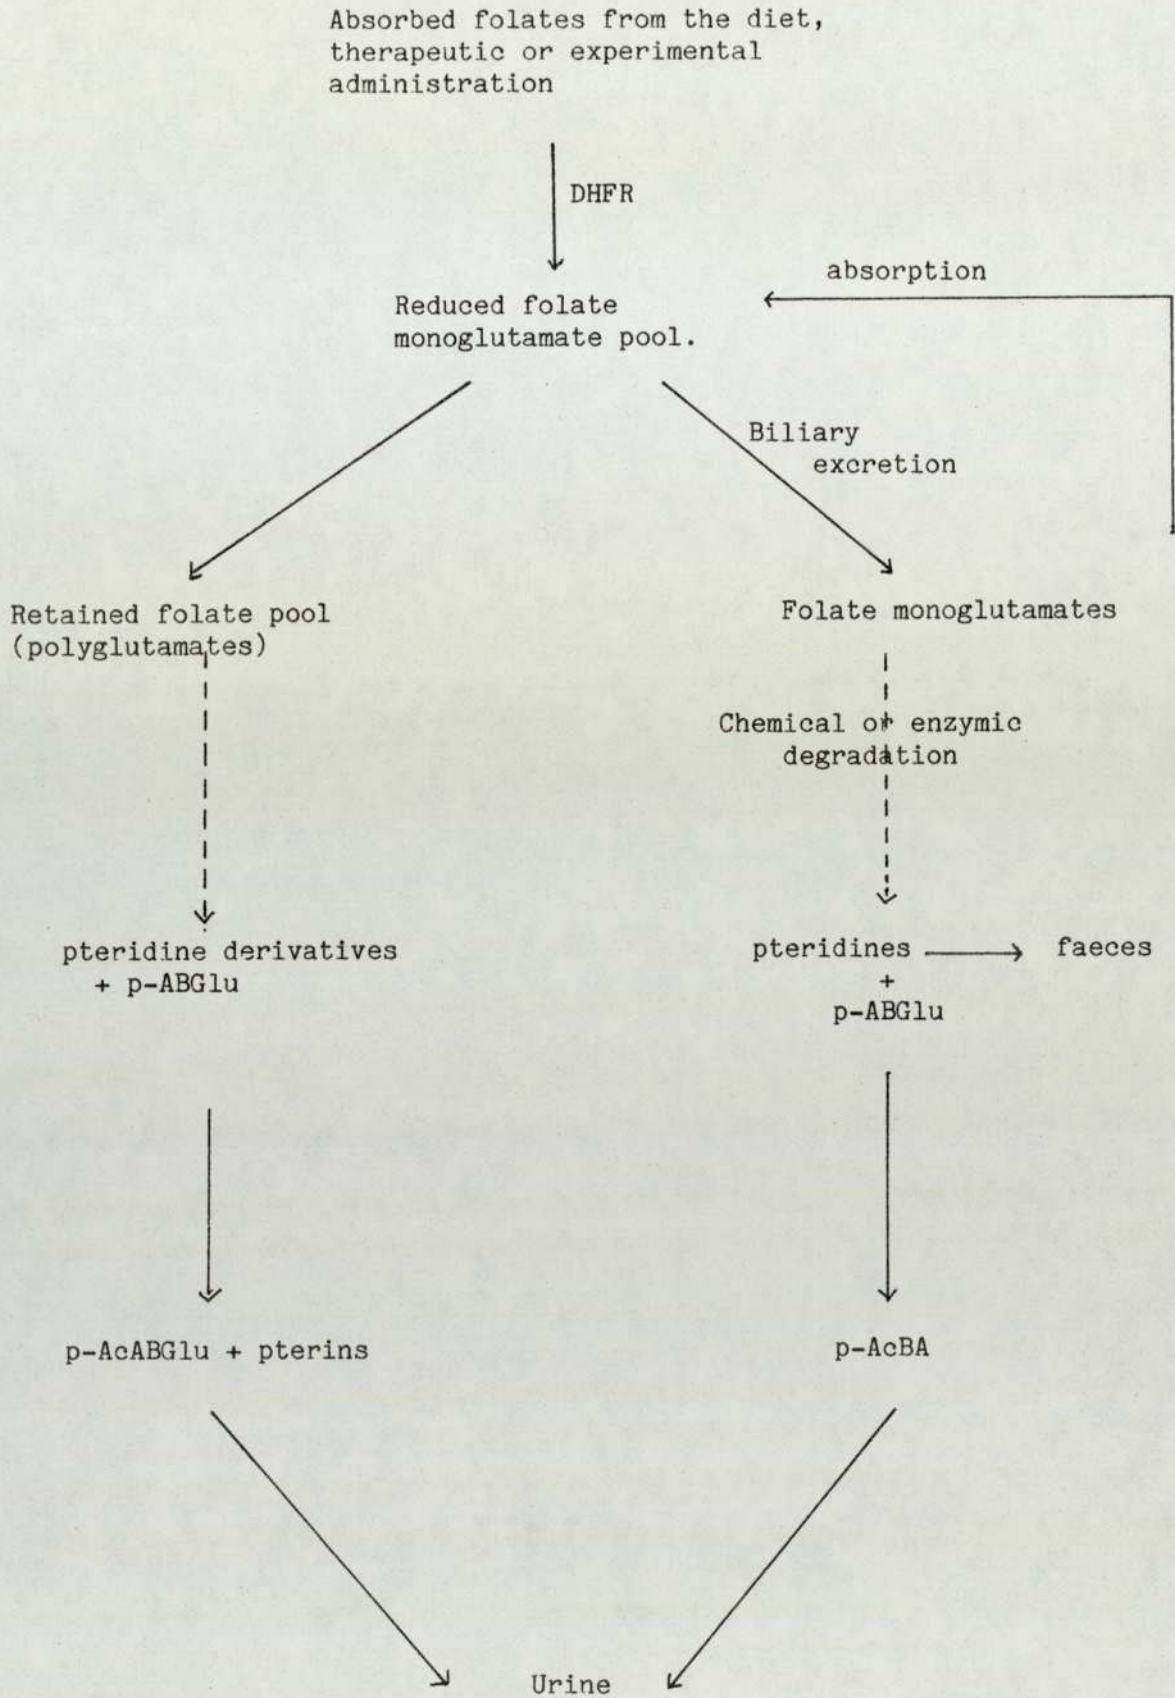 Absorbed folates from the diet,
therapeutic or experimental
administration
DHFR
absorption
Reduced folate
monoglutamate pool.
Biliary
excretion
Retained folate pool
(polyglutamates)
Folate monoglutamates
Chemical or enzymic
degradation
pteridine derivatives
+ p-ABGlu
pteridines
faeces
+
p-ABGlu
p-AcABGlu + pterins
p-AcBA
Urine